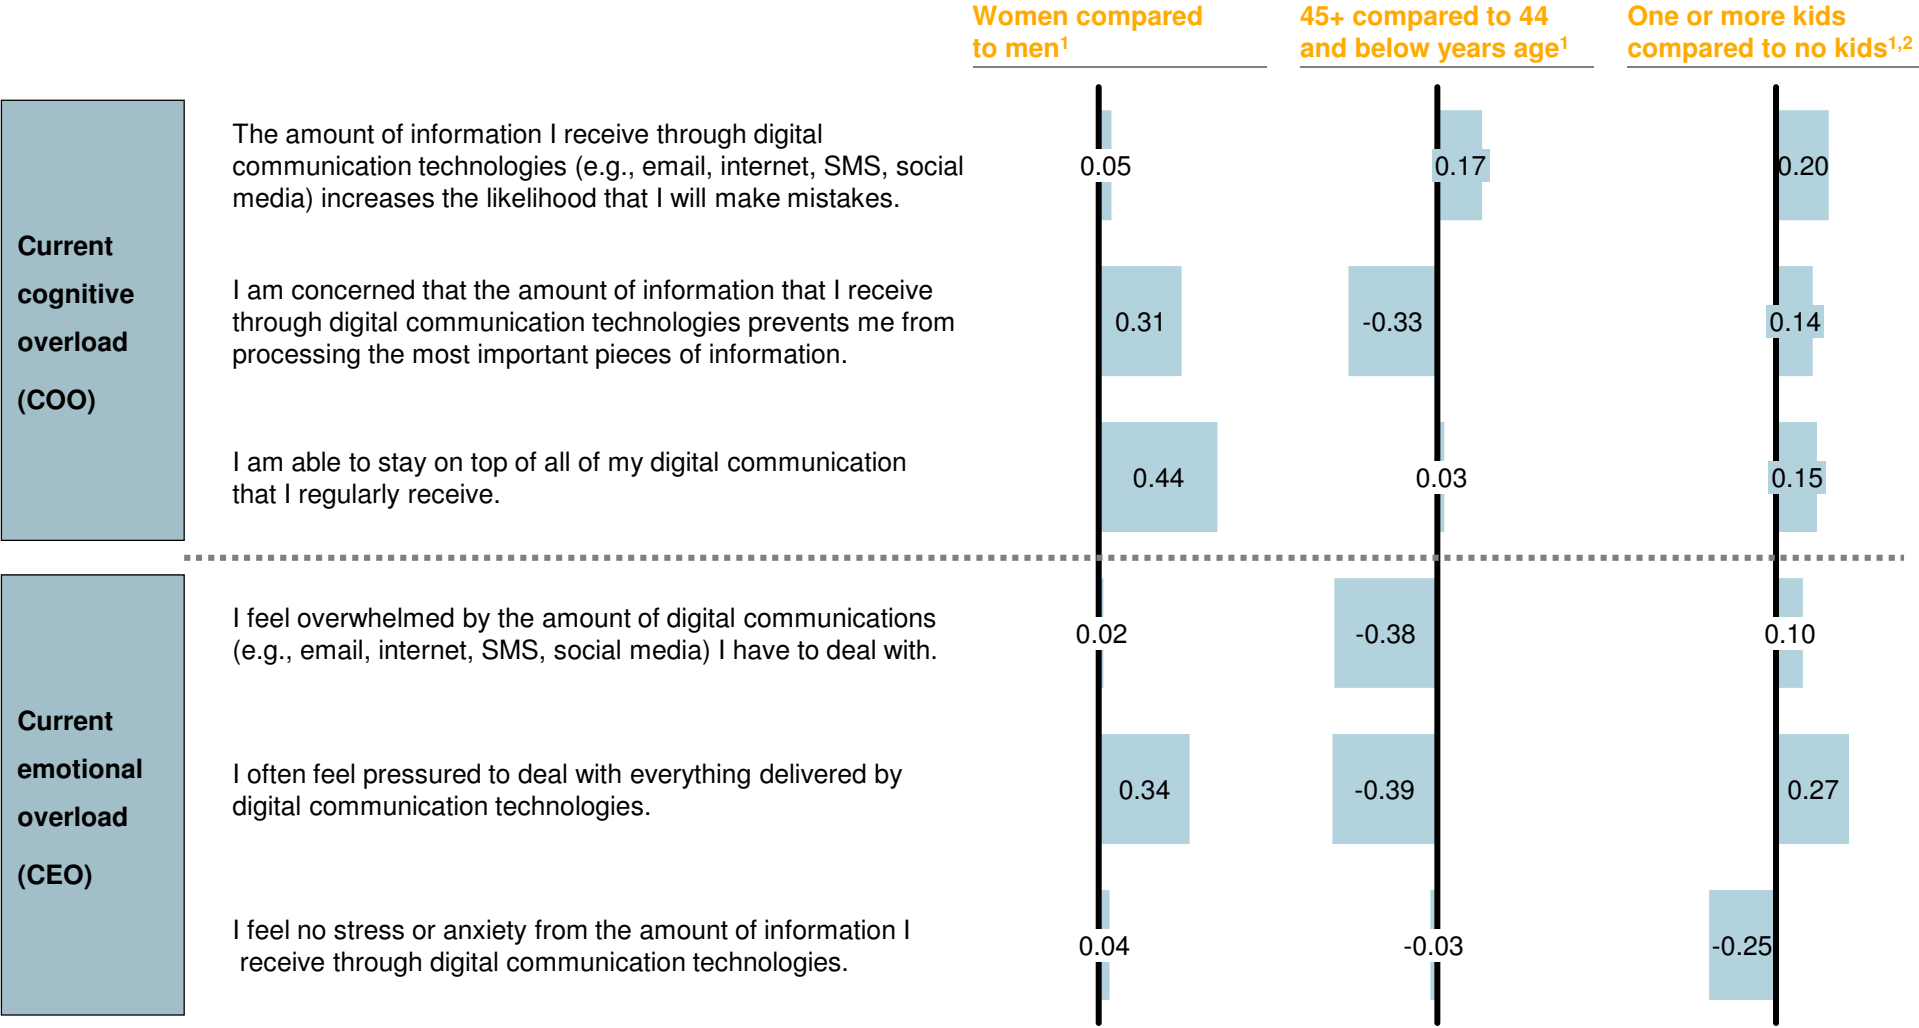 Women compared
to men1
45+ compared to 44
and below years age1
One or more kids
compared to no kids1,2
Current
cognitive
overload
(COO)
The amount of information I receive through digital
communication technologies (e.g., email, internet, SMS, social
media) increases the likelihood that I will make mistakes.
0.05
0.17
0.20
I am concerned that the amount of information that I receive
through digital communication technologies prevents me from
processing the most important pieces of information.
0.31
-0.33
0.14
I am able to stay on top of all of my digital communication
that I regularly receive.
0.44
0.03
0.15
Current
emotional
overload
(CEO)
I feel overwhelmed by the amount of digital communications
(e.g., email, internet, SMS, social media) I have to deal with.
0.02
-0.38
0.10
I often feel pressured to deal with everything delivered by
digital communication technologies.
0.34
-0.39
0.27
I feel no stress or anxiety from the amount of information I
receive through digital communication technologies.
0.04
-0.03
-0.25